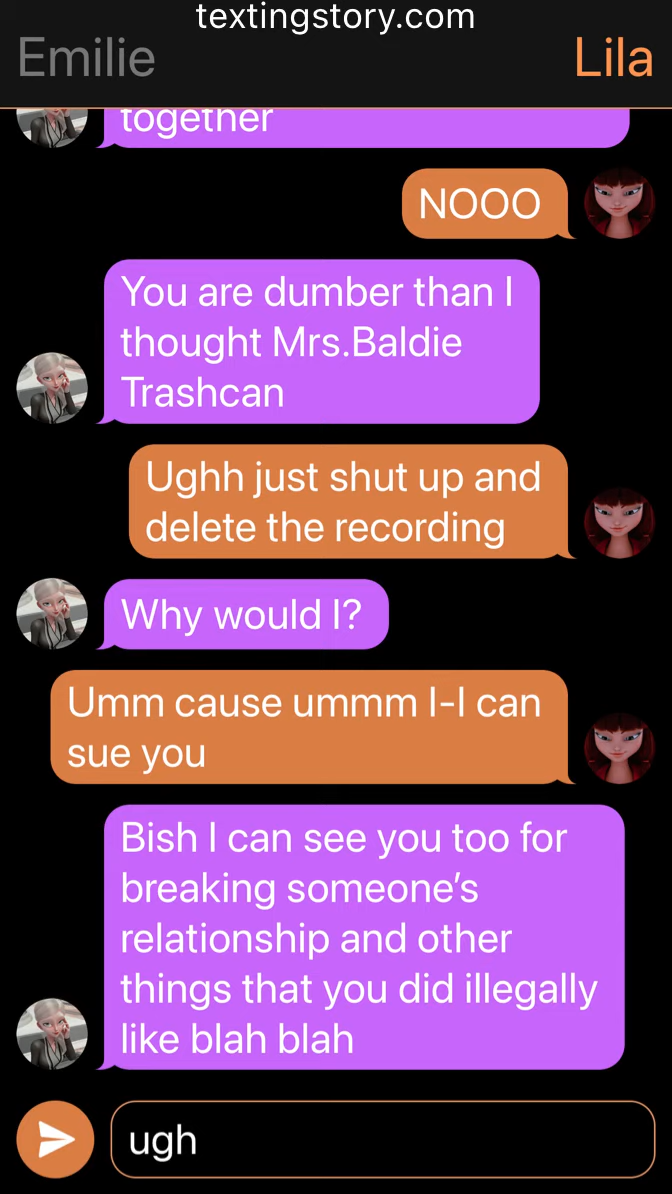 textingstory.com
Emilie
Lila
together
NOOO
You are dumber than I
thought Mrs.Baldie
Trashcan
Ughh just shut up and
delete the recording
Why would I?
Umm cause ummm I-I can
sue you
Bish I can see you too for
breaking someone’s
relationship and other
things that you did illegally
like blah blah
ugh